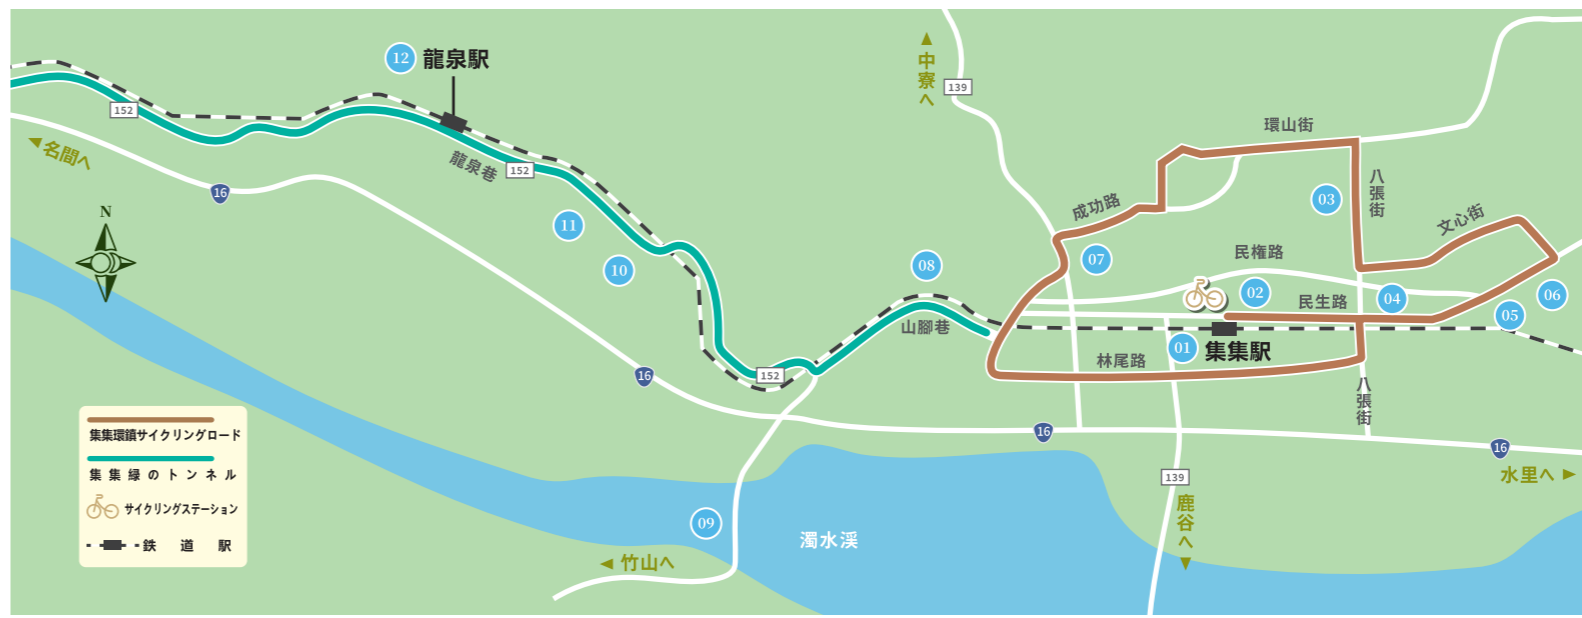 12
龍泉駅
中寮へ
139
152
環山街
名間へ
龍泉巷
152
八張街
16
03
成功路
文心街
N
11
民権路
07
10
08
02
04
06
民生路
05
山腳巷
01
集集駅
林尾路
152
16
八張街
集集環鎮サイクリングロード
16
16
集集緑のトンネル
139
水里へ
サイクリングステーション
鹿谷へ
09
濁水渓
鉄道駅
竹山へ